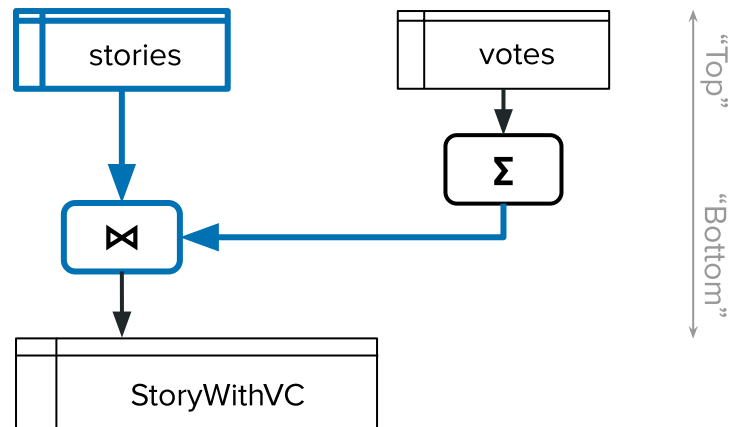 stories
votes
“Top”
Σ
“Bottom”
⋈
StoryWithVC